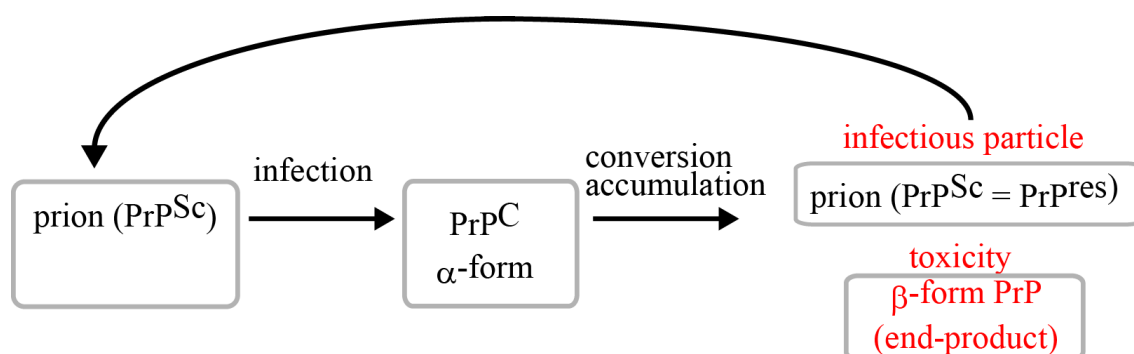 infectious particle
infection
conversion
accumulation
prion (PrPSc)
PrPC
α-form
prion (PrPSc = PrPres)
toxicity
β-form PrP
(end-product)